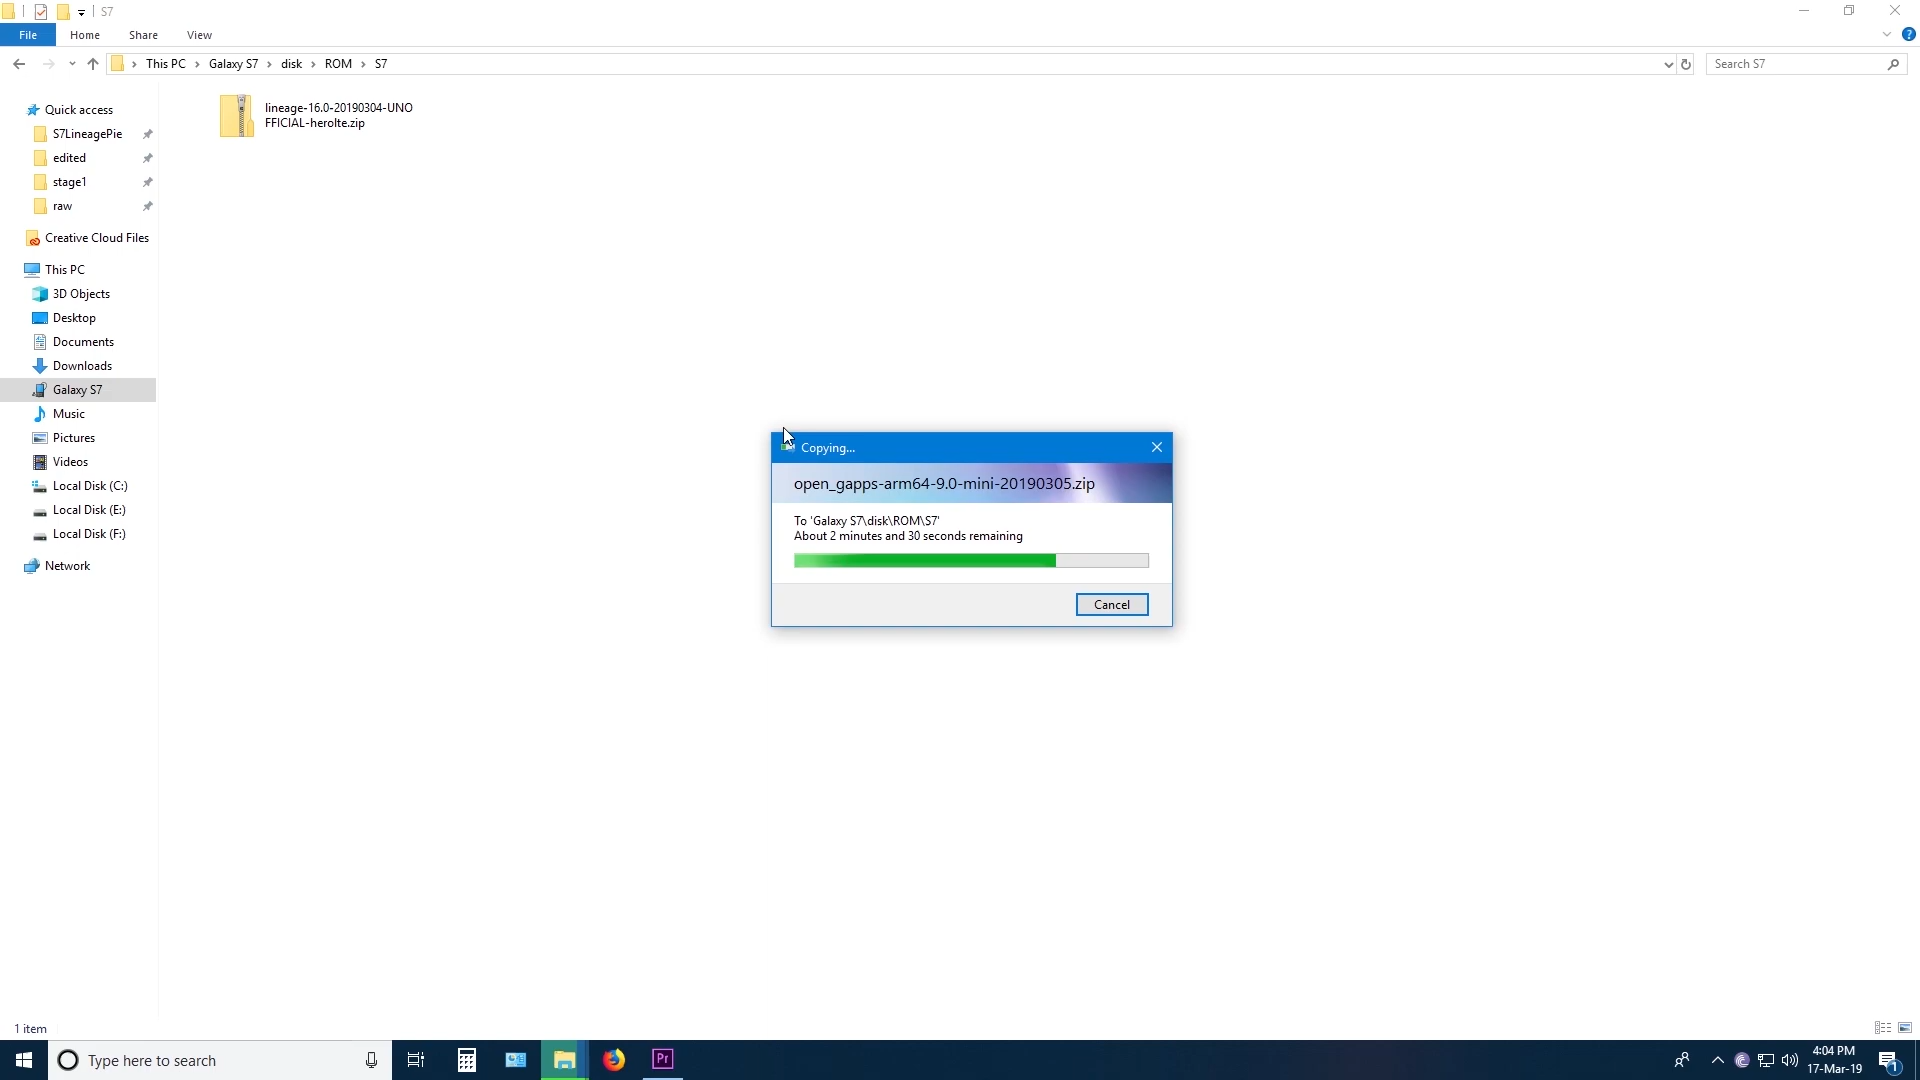 S7
File Home Share View
This PC Galaxy S7 disk ROM S7
Search S7
Quick access
S7LineagePie
edited
stage1
raw
Creative Cloud Files
This PC
3D Objects
Desktop
Documents
Downloads
Galaxy S7
Music
Pictures
Videos
Local Disk (C:)
Local Disk (E:)
Local Disk (F:)
Network
lineage-16.0-20190304-UNO
FFICIAL-herolte.zip
Copying...
open_gapps-arm64-9.0-mini-20190305.zip
To 'Galaxy S7\disk\ROM\S7'
About 2 minutes and 30 seconds remaining
Cancel
1 item
Type here to search
Pr
4:04 PM
17-Mar-19
1